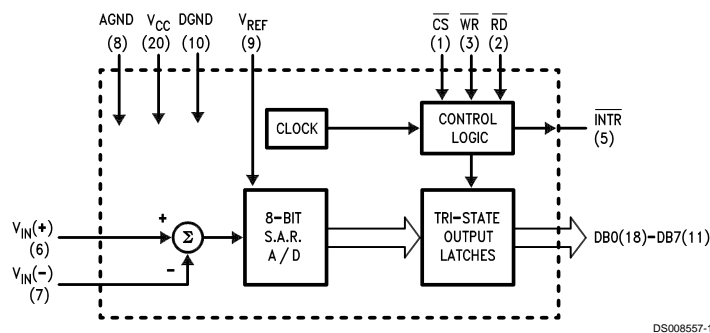 AGND
(8)
VCC
(20)
DGND
(10)
VREF
(9)
CS
(1)
WR
(3)
RD
(2)
CLOCK
CONTROL
LOGIC
INTR
(5)
VIN(+)
(6)
+
Σ
8-BIT
S.A.R.
A/D
TRI-STATE
OUTPUT
LATCHES
DB0(18)-DB7(11)
VIN(-)
(7)
-
DS008557-1